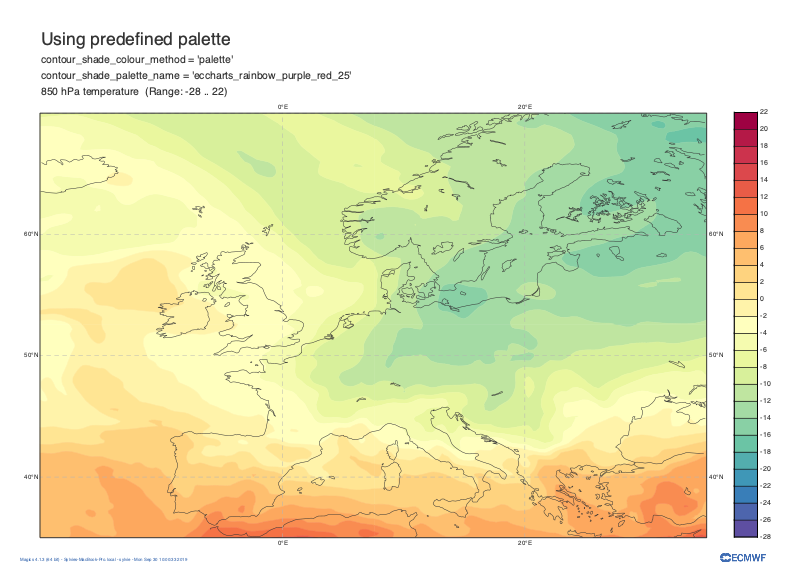 Using predefined palette
contour_shade_colour_method = 'palette'
contour_shade_palette_name = 'eccharts_rainbow_purple_red_25'
850 hPa temperature (Range: -28 .. 22)
0°E 20°E
22
20
18
16
14
12
10
8
6
4
2
0
-2
-4
-6
-8
-10
-12
-14
-16
-18
-20
-22
-24
-26
-28
60°N 60°N
50°N 50°N
40°N 40°N
0°E 20°E
ECMWF